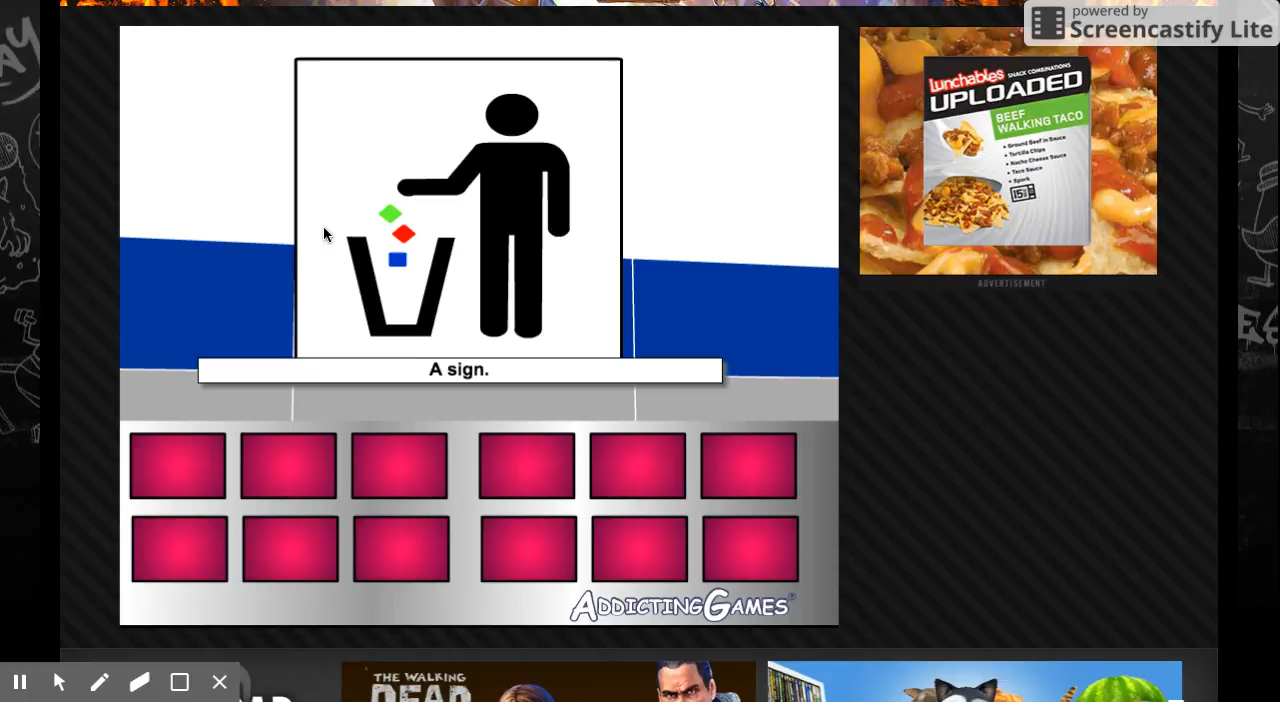 powered by
Screencastify Lite
Lunchables SNACK COMBINATIONS
UPLOADED
BEEF
WALKING TACO
• Ground Beef in Sauce
• Tortilla Chips
• Nacho Cheese Sauce
• Taco Sauce
• Spork
15
ADVERTISEMENT
A sign.
ADDICTINGGAMES
THE WALKING
DEAD